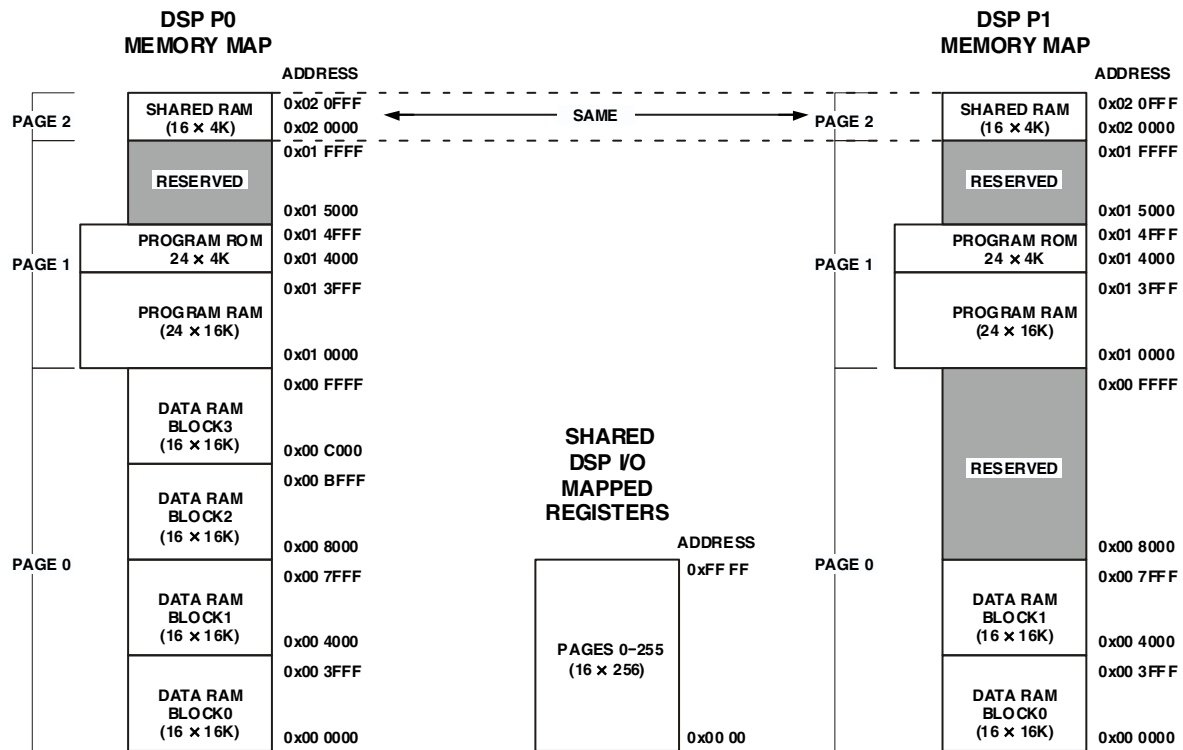 DSP P0
MEMORY MAP
ADDRESS
PAGE 2
SHARED RAM
(16 × 4K)
0x02 0FFF
0x02 0000
RESERVED
0x01 FFFF
0x01 5000
PAGE 1
PROGRAM ROM
24 × 4K
0x01 4FFF
0x01 4000
PROGRAM RAM
(24 × 16K)
0x01 3FFF
0x01 0000
PAGE 0
DATA RAM
BLOCK3
(16 × 16K)
0x00 FFFF
0x00 C000
DATA RAM
BLOCK2
(16 × 16K)
0x00 BFFF
0x00 8000
DATA RAM
BLOCK1
(16 × 16K)
0x00 7FFF
0x00 4000
DATA RAM
BLOCK0
(16 × 16K)
0x00 3FFF
0x00 0000
SAME
SHARED
DSP I/O
MAPPED
REGISTERS
ADDRESS
0xFF FF
PAGES 0–255
(16 × 256)
0x00 00
DSP P1
MEMORY MAP
ADDRESS
PAGE 2
SHARED RAM
(16 × 4K)
0x02 0FFF
0x02 0000
RESERVED
0x01 FFFF
0x01 5000
PAGE 1
PROGRAM ROM
24 × 4K
0x01 4FFF
0x01 4000
PROGRAM RAM
(24 × 16K)
0x01 3FFF
0x01 0000
PAGE 0
RESERVED
0x00 FFFF
0x00 8000
DATA RAM
BLOCK1
(16 × 16K)
0x00 7FFF
0x00 4000
DATA RAM
BLOCK0
(16 × 16K)
0x00 3FFF
0x00 0000